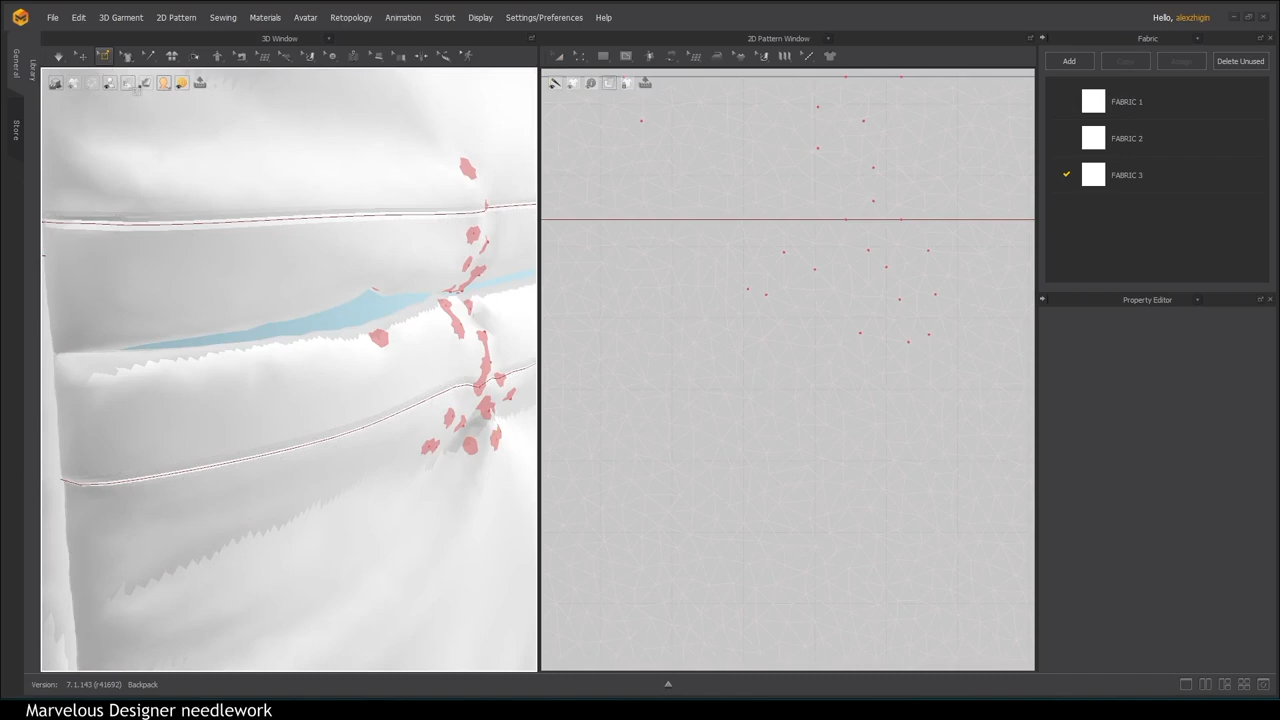 File Edit 3D Garment 2D Pattern Sewing Materials Avatar Retopology Animation Script Display Settings/Preferences Help Hello, alexzhigin
3D Window 2D Pattern Window Fabric
General
Library
Store
Add Copy Assign Delete Unused
FABRIC 1
FABRIC 2
FABRIC 3
Property Editor
Version: 7.1.143 (r41692) Backpack
Marvelous Designer needlework